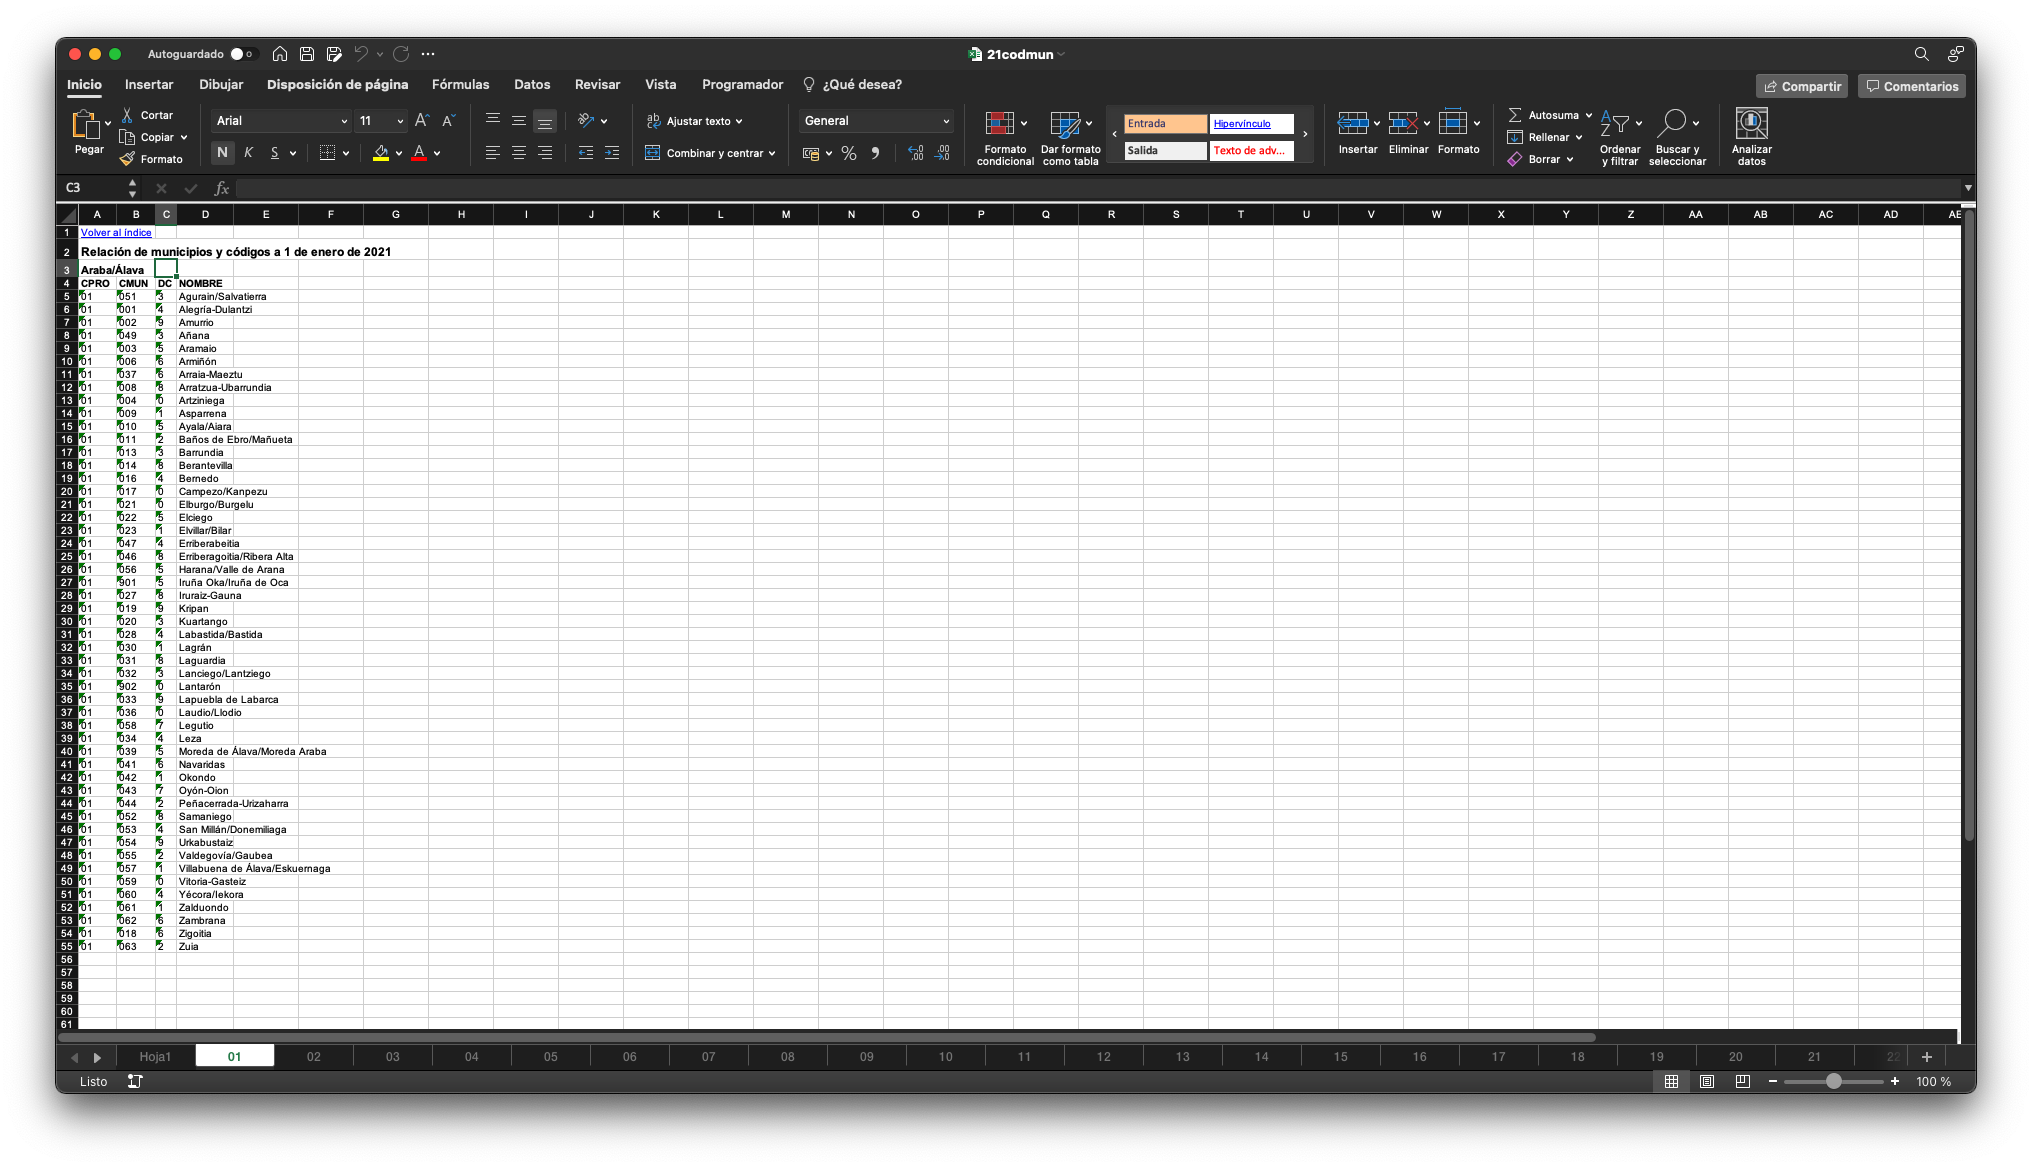 Autoguardado
21codmun
Inicio Insertar Dibujar Disposición de página Fórmulas Datos Revisar Vista Programador ¿Qué desea? Compartir Comentarios
Pegar Cortar Copiar Formato
Arial 11
N K S
Ajustar texto
Combinar y centrar
General
Formato condicional Dar formato como tabla
Entrada Hipervínculo
Salida Texto de adv...
Insertar Eliminar Formato
Autosuma
Rellenar
Borrar
Ordenar y filtrar Buscar y seleccionar Analizar datos
C3 fx
A B C D E F G H I J K L M N O P Q R S T U V W X Y Z AA AB AC AD AE
1 Volver al índice
2 Relación de municipios y códigos a 1 de enero de 2021
3 Araba/Álava
4 CPRO CMUN DC NOMBRE
5 01 051 3 Agurain/Salvatierra
6 01 001 4 Alegría-Dulantzi
7 01 002 9 Amurrio
8 01 049 3 Añana
9 01 003 5 Aramaio
10 01 006 6 Armiñón
11 01 037 6 Arraia-Maeztu
12 01 008 8 Arratzua-Ubarrundia
13 01 004 0 Artziniega
14 01 009 1 Asparrena
15 01 010 5 Ayala/Aiara
16 01 011 2 Baños de Ebro/Mañueta
17 01 013 3 Barrundia
18 01 014 8 Berantevilla
19 01 016 4 Bernedo
20 01 017 0 Campezo/Kanpezu
21 01 021 0 Elburgo/Burgelu
22 01 022 5 Elciego
23 01 023 1 Elvillar/Bilar
24 01 047 4 Erriberabeitia
25 01 046 8 Erriberagoitia/Ribera Alta
26 01 056 5 Harana/Valle de Arana
27 01 901 5 Iruña Oka/Iruña de Oca
28 01 027 8 Iruraiz-Gauna
29 01 019 9 Kripan
30 01 020 3 Kuartango
31 01 028 4 Labastida/Bastida
32 01 030 1 Lagrán
33 01 031 8 Laguardia
34 01 032 3 Lanciego/Lantziego
35 01 902 0 Lantarón
36 01 033 9 Lapuebla de Labarca
37 01 036 0 Laudio/Llodio
38 01 058 7 Legutio
39 01 034 4 Leza
40 01 039 5 Moreda de Álava/Moreda Araba
41 01 041 6 Navaridas
42 01 042 1 Okondo
43 01 043 7 Oyón-Oion
44 01 044 2 Peñacerrada-Urizaharra
45 01 052 8 Samaniego
46 01 053 4 San Millán/Donemiliaga
47 01 054 9 Urkabustaiz
48 01 055 2 Valdegovía/Gaubea
49 01 057 1 Villabuena de Álava/Eskuernaga
50 01 059 0 Vitoria-Gasteiz
51 01 060 4 Yécora/Iekora
52 01 061 1 Zalduondo
53 01 062 6 Zambrana
54 01 018 6 Zigoitia
55 01 063 2 Zuia
56
57
58
59
60
61
Hoja1 01 02 03 04 05 06 07 08 09 10 11 12 13 14 15 16 17 18 19 20 21 22 +
Listo 100 %